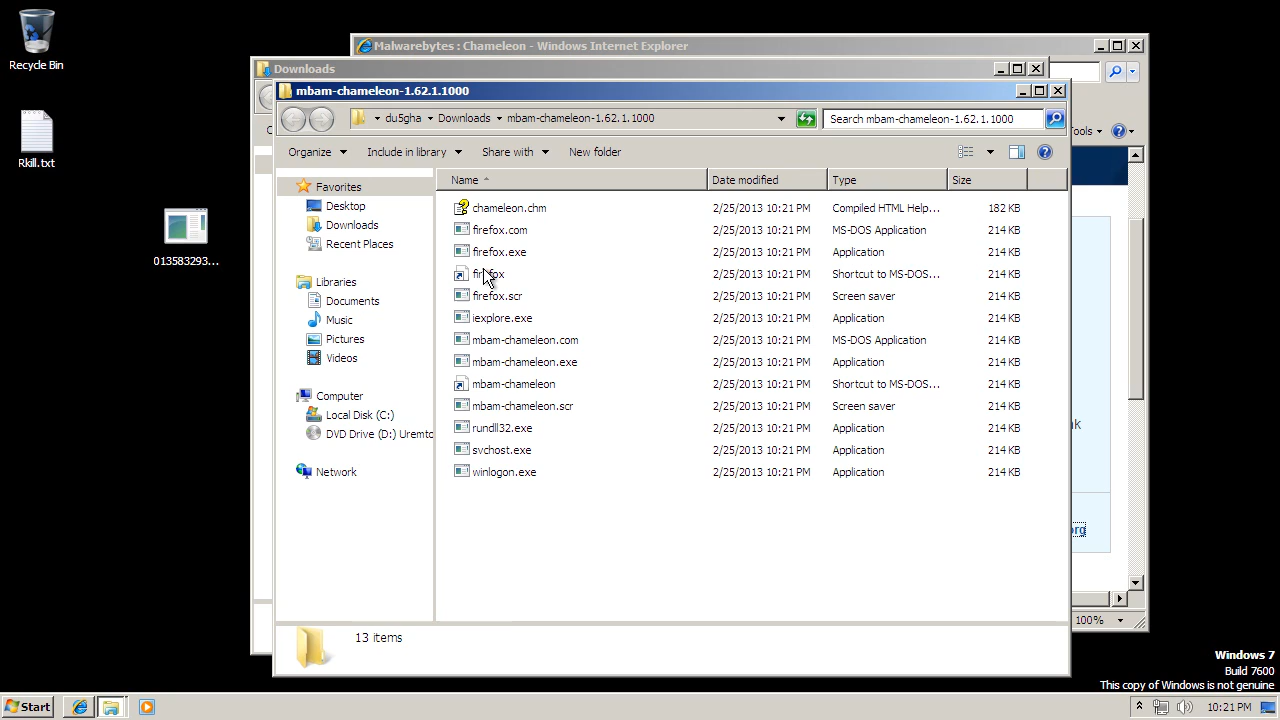 Recycle Bin
Rkill.txt
013583293...
Malwarebytes : Chameleon - Windows Internet Explorer
Downloads
mbam-chameleon-1.62.1.1000
du5gha
Downloads
mbam-chameleon-1.62.1.1000
Search mbam-chameleon-1.62.1.1000
Organize
Include in library
Share with
New folder
Tools
Favorites
Desktop
Downloads
Recent Places
Libraries
Documents
Music
Pictures
Videos
Computer
Local Disk (C:)
DVD Drive (D:) Uremto
Network
Name Date modified Type Size
chameleon.chm 2/25/2013 10:21 PM Compiled HTML Help... 182 KB
firefox.com 2/25/2013 10:21 PM MS-DOS Application 214 KB
firefox.exe 2/25/2013 10:21 PM Application 214 KB
firefox 2/25/2013 10:21 PM Shortcut to MS-DOS... 214 KB
firefox.scr 2/25/2013 10:21 PM Screen saver 214 KB
iexplore.exe 2/25/2013 10:21 PM Application 214 KB
mbam-chameleon.com 2/25/2013 10:21 PM MS-DOS Application 214 KB
mbam-chameleon.exe 2/25/2013 10:21 PM Application 214 KB
mbam-chameleon 2/25/2013 10:21 PM Shortcut to MS-DOS... 214 KB
mbam-chameleon.scr 2/25/2013 10:21 PM Screen saver 214 KB
rundll32.exe 2/25/2013 10:21 PM Application 214 KB
svchost.exe 2/25/2013 10:21 PM Application 214 KB
winlogon.exe 2/25/2013 10:21 PM Application 214 KB
13 items
100%
Windows 7
Build 7600
This copy of Windows is not genuine
Start
10:21 PM